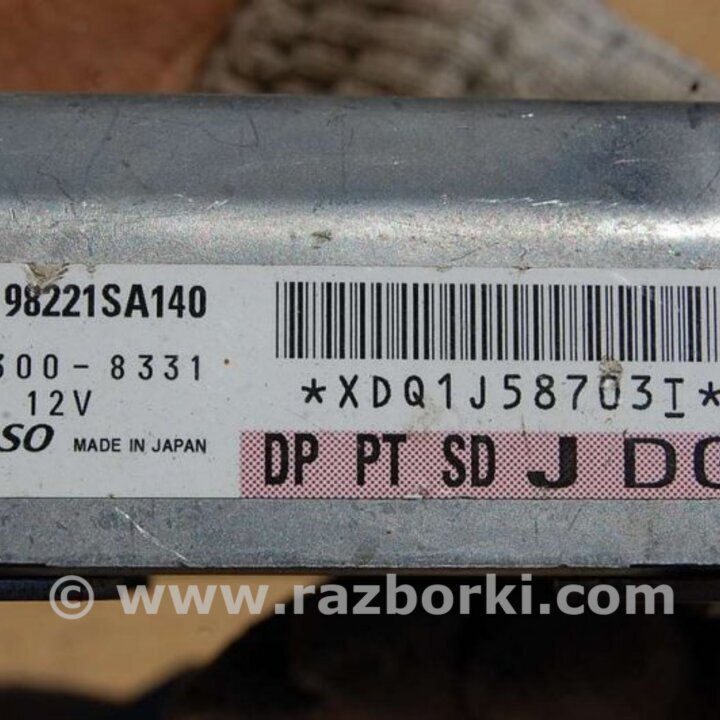 98221SA140
300-8331
12V
SO MADE IN JAPAN
*XDQ1J58703I*
DP PT SD J DC
© www.razborki.com